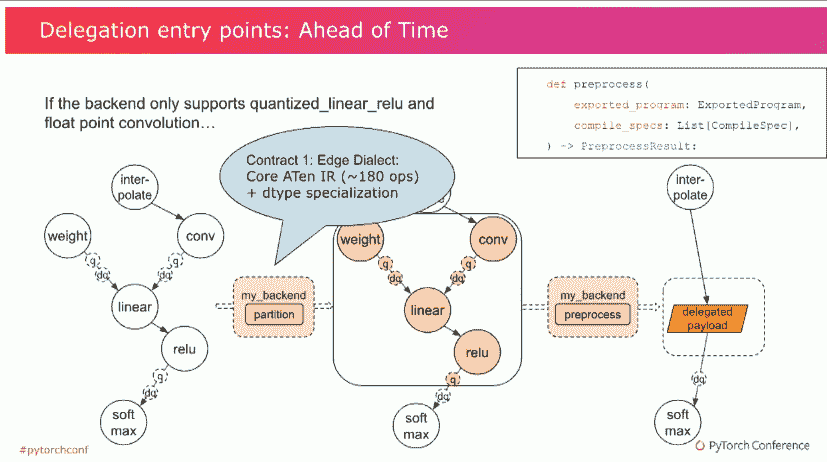 Delegation entry points: Ahead of Time
If the backend only supports quantized_linear_relu and
float point convolution…
def preprocess(
exported_program: ExportedProgram,
compile_specs: List[CompileSpec],
) -> PreprocessResult:
Contract 1: Edge Dialect:
Core ATen IR (~180 ops)
+ dtype specialization
inter-
polate
weight
conv
q
dq
q
dq
linear
relu
q
dq
soft
max
my_backend
partition
weight
conv
q
dq
q
dq
linear
relu
q
dq
soft
max
my_backend
preprocess
inter-
polate
delegated
payload
dq
soft
max
#pytorchconf
PyTorch Conference